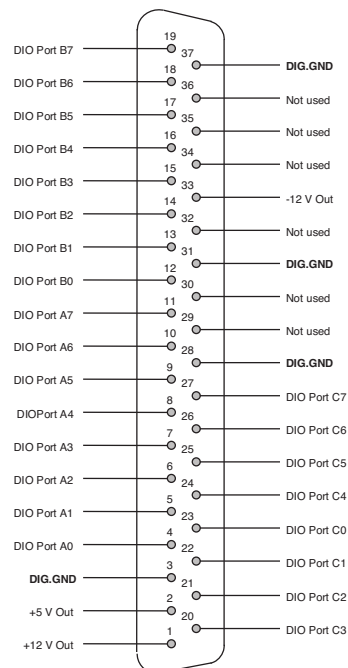 DIO Port B7 19
37 DIG.GND
DIO Port B6 18
36 Not used
DIO Port B5 17
35 Not used
DIO Port B4 16
34 Not used
DIO Port B3 15
33 -12 V Out
DIO Port B2 14
32 Not used
DIO Port B1 13
31 DIG.GND
DIO Port B0 12
30 Not used
DIO Port A7 11
29 Not used
DIO Port A6 10
28 DIG.GND
DIO Port A5 9
27 DIO Port C7
DIOPort A4 8
26 DIO Port C6
DIO Port A3 7
25 DIO Port C5
DIO Port A2 6
24 DIO Port C4
DIO Port A1 5
23 DIO Port C0
DIO Port A0 4
22 DIO Port C1
DIG.GND 3
21 DIO Port C2
+5 V Out 2
20 DIO Port C3
+12 V Out 1